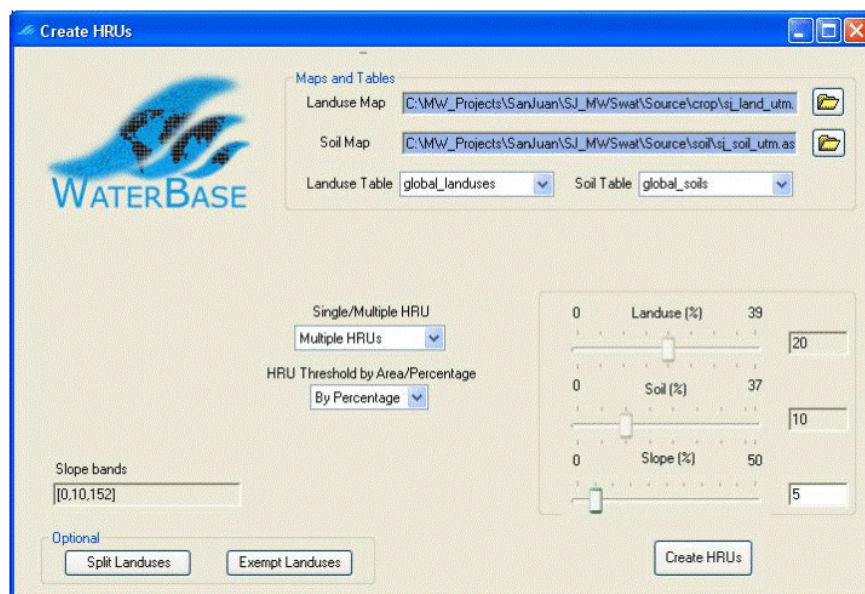 Create HRUs
WATERBASE
Maps and Tables
Landuse Map C:\MW_Projects\SanJuan\SJ_MWSwat\Source\crop\sj_land_utm.
Soil Map C:\MW_Projects\SanJuan\SJ_MWSwat\Source\soil\sj_soil_utm.as
Landuse Table global_landuses Soil Table global_soils
Single/Multiple HRU
Multiple HRUs
HRU Threshold by Area/Percentage
By Percentage
0 Landuse (%) 39
20
0 Soil (%) 37
10
0 Slope (%) 50
5
Slope bands
[0,10,152]
Optional
Split Landuses Exempt Landuses
Create HRUs